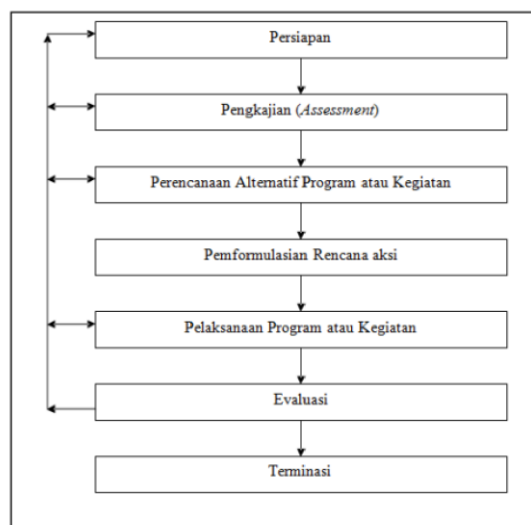 Persiapan
Pengkajian (Assessment)
Perencanaan Alternatif Program atau Kegiatan
Pemformulasian Rencana aksi
Pelaksanaan Program atau Kegiatan
Evaluasi
Terminasi